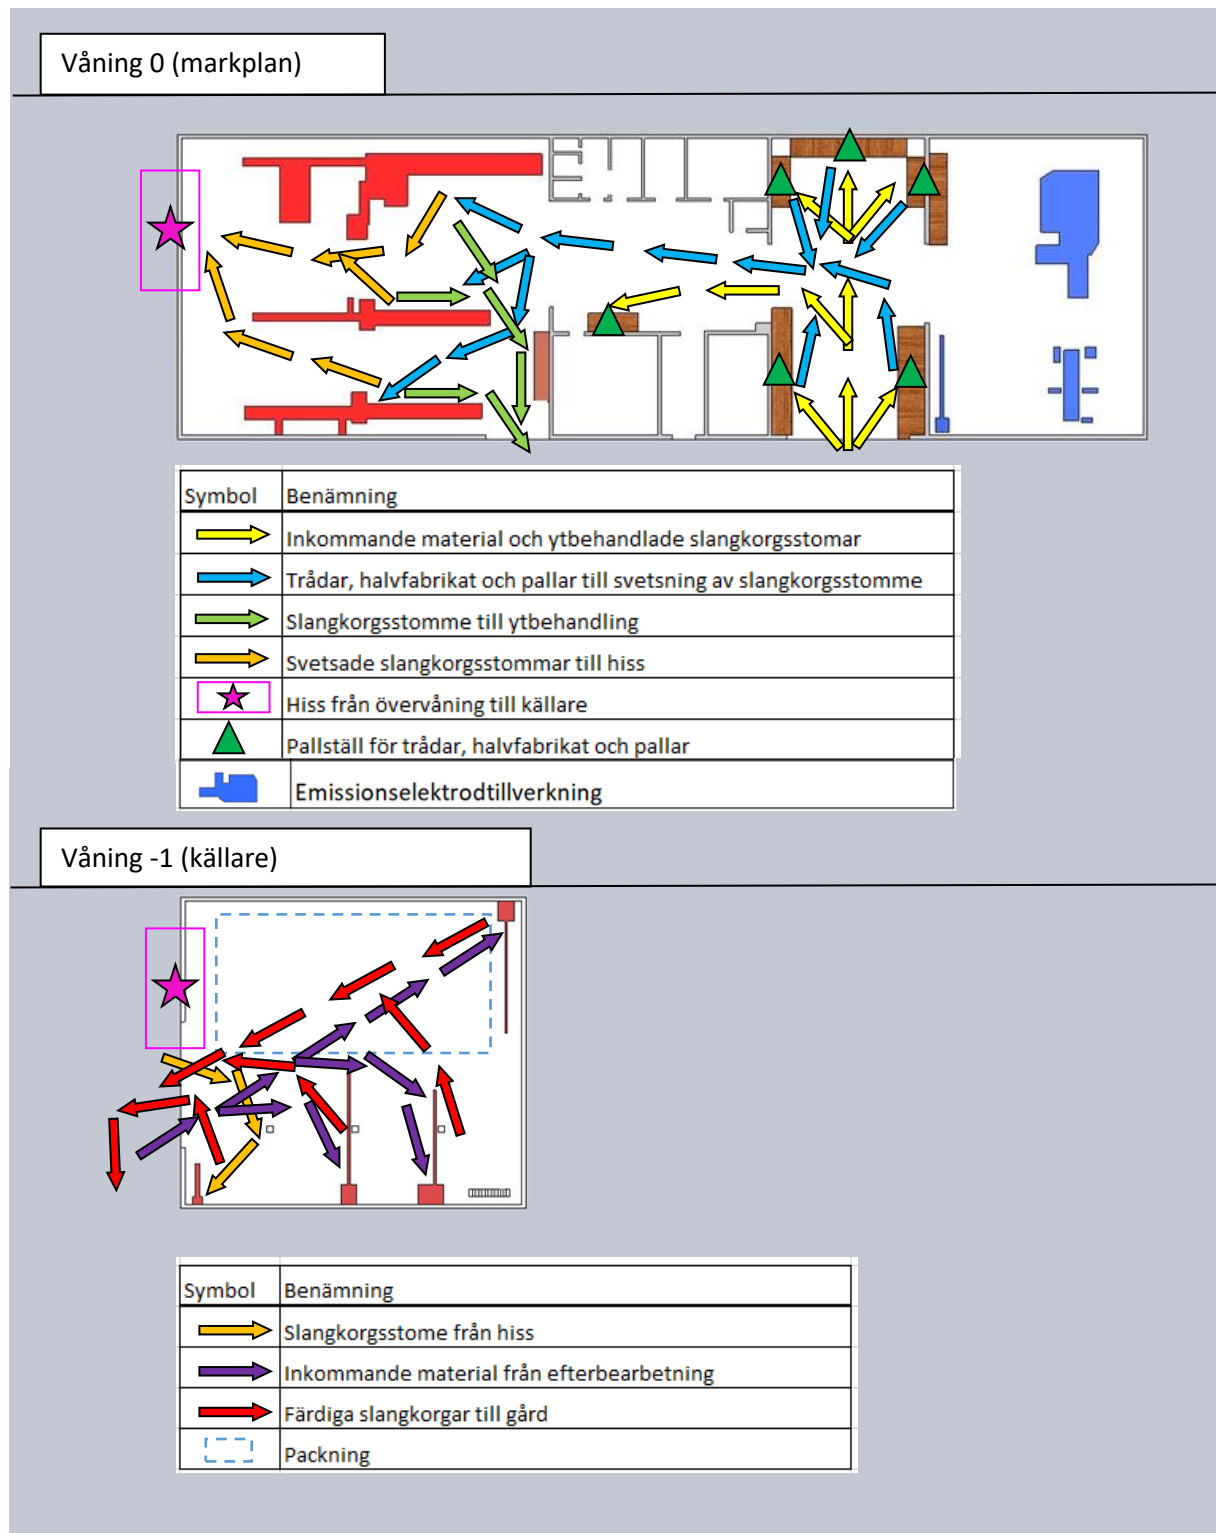 Våning 0 (markplan)
Symbol Benämning
Inkommande material och ytbehandlade slangkorgsstomar
Trådar, halvfabrikat och pallar till svetsning av slangkorgsstomme
Slangkorgsstomme till ytbehandling
Svetsade slangkorgsstommar till hiss
Hiss från övervåning till källare
Pallställ för trådar, halvfabrikat och pallar
Emissionselektrodtillverkning
Våning -1 (källare)
Symbol Benämning
Slangkorgsstome från hiss
Inkommande material från efterbearbetning
Färdiga slangkorgar till gård
Packning